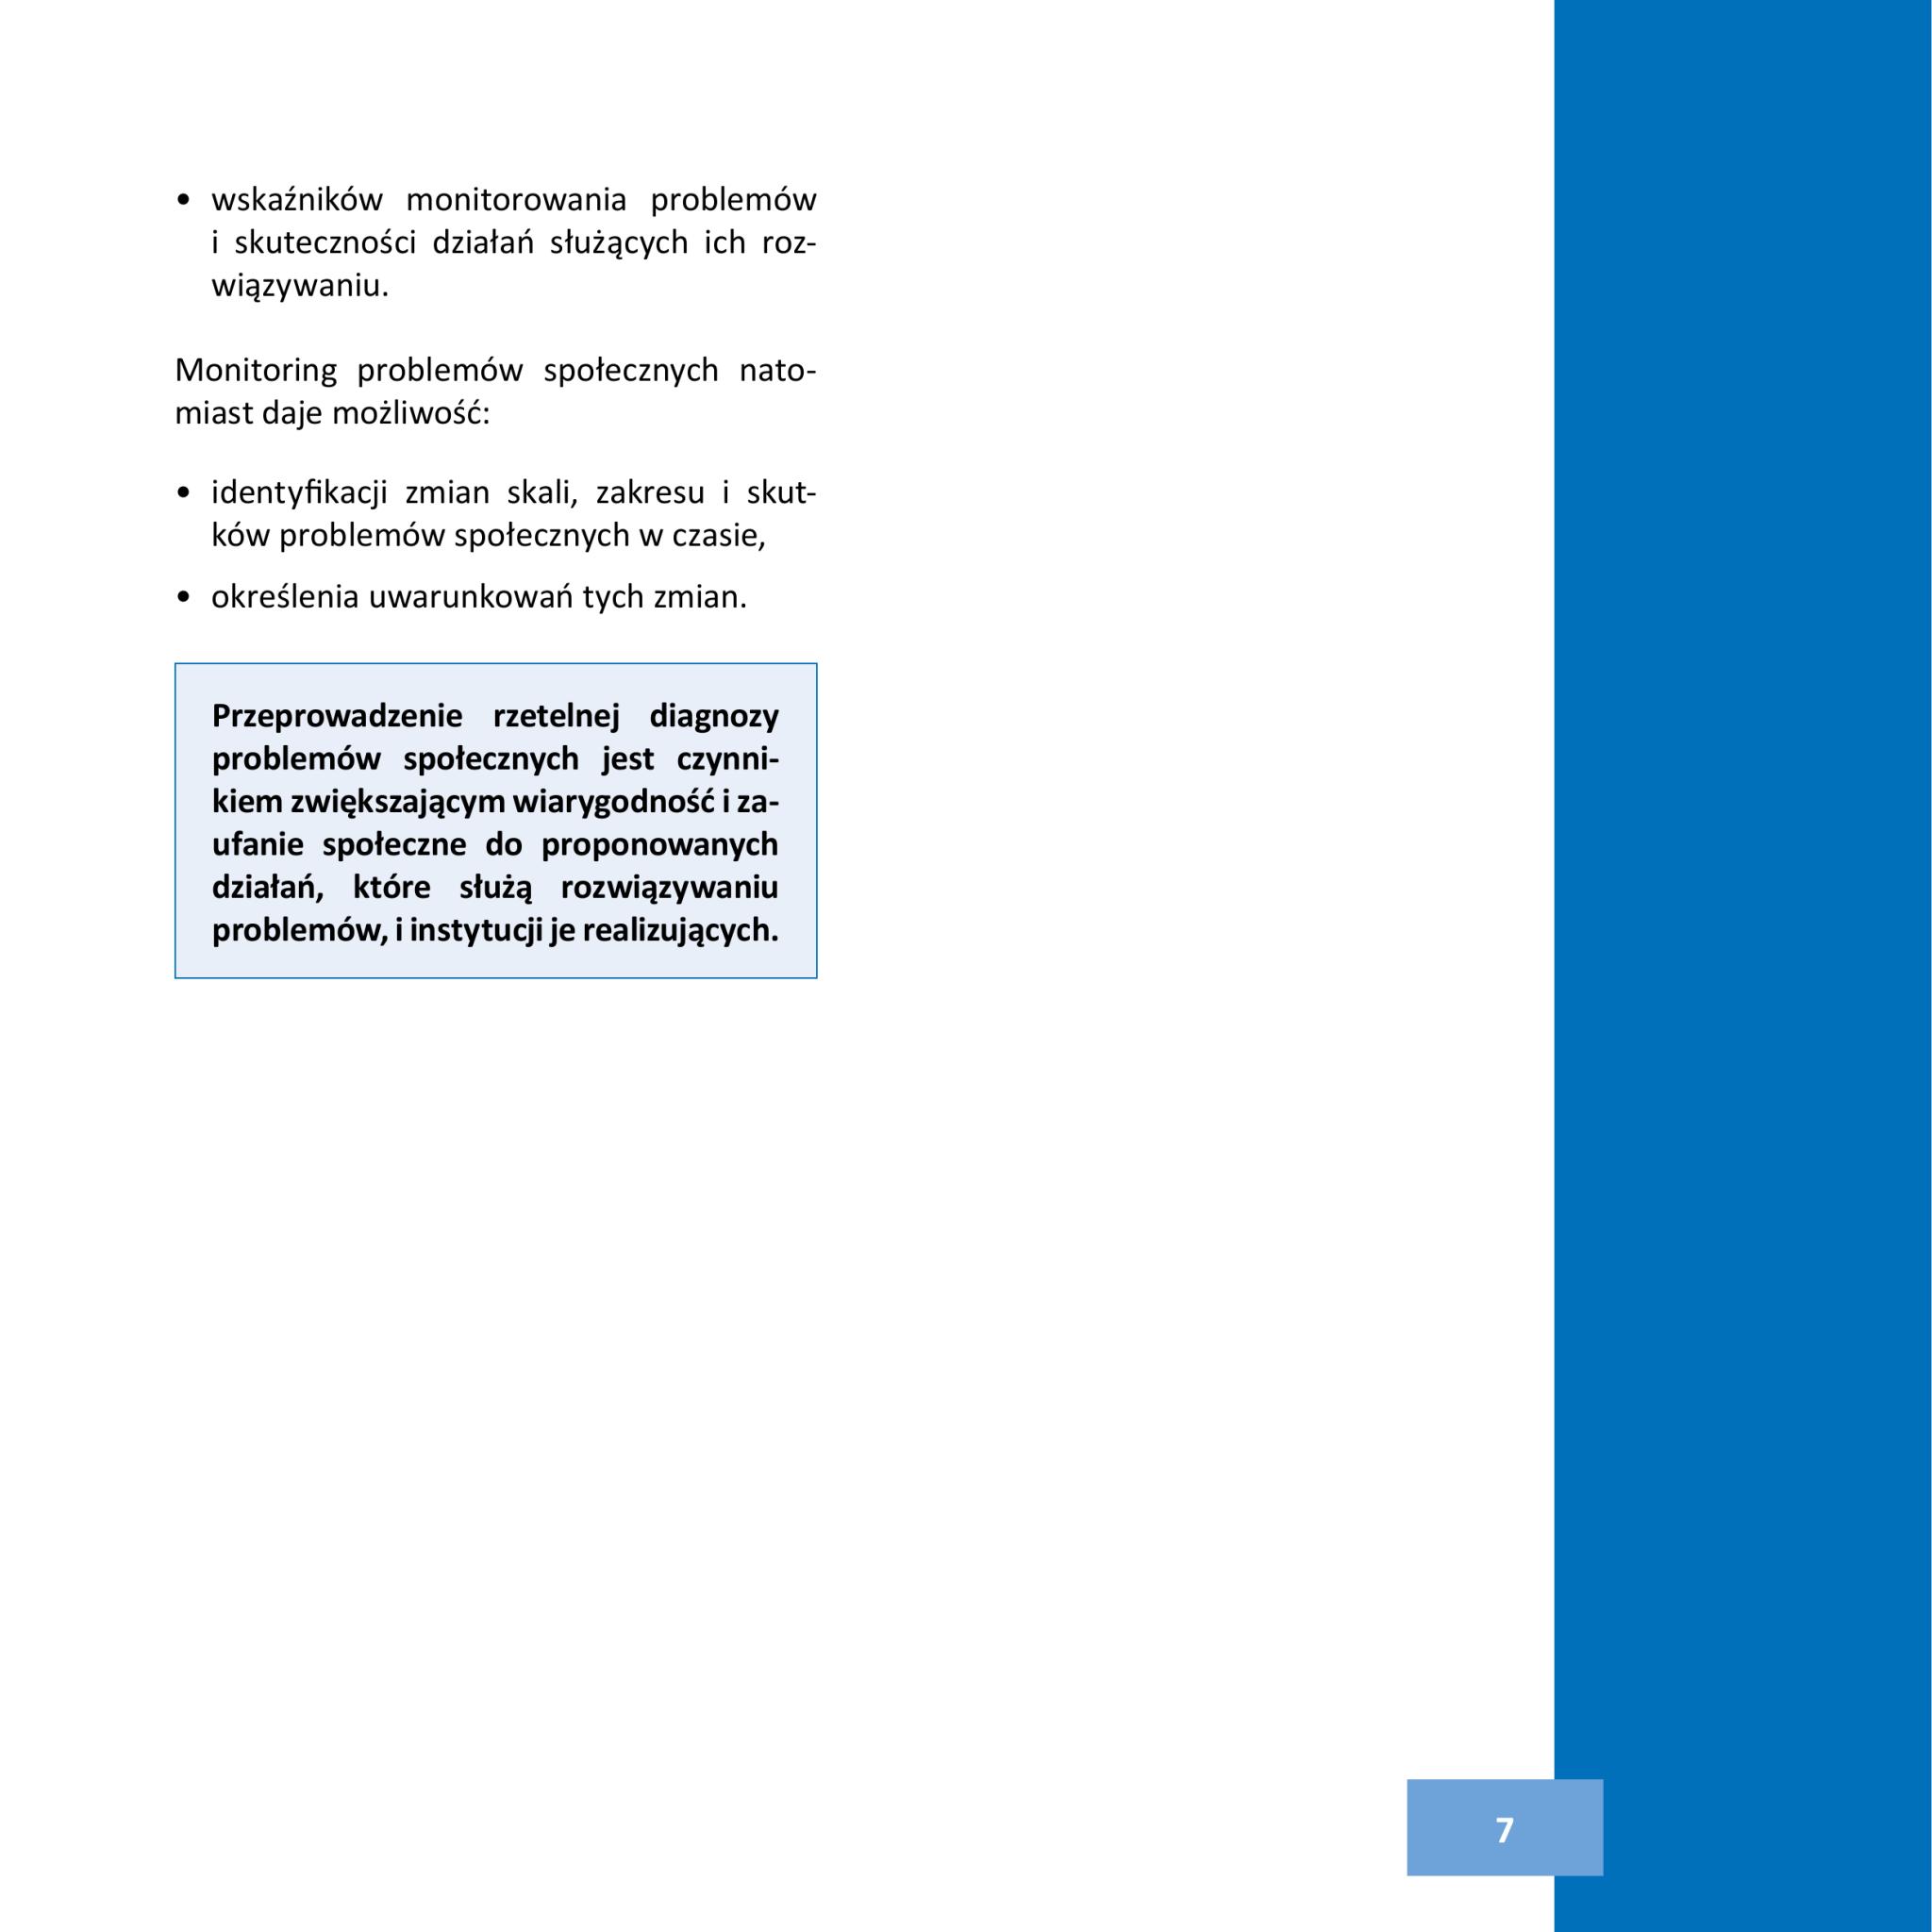 • wskaźników monitorowania problemów
i skuteczności działań służących ich roz-
wiązywaniu.
Monitoring problemów społecznych nato-
miast daje możliwość:
• identyfikacji zmian skali, zakresu i skut-
ków problemów społecznych w czasie,
• określenia uwarunkowań tych zmian.
Przeprowadzenie rzetelnej diagnozy
problemów społecznych jest czynni-
kiem zwiększającym wiarygodność i za-
ufanie społeczne do proponowanych
działań, które służą rozwiązywaniu
problemów, i instytucji je realizujących.
7